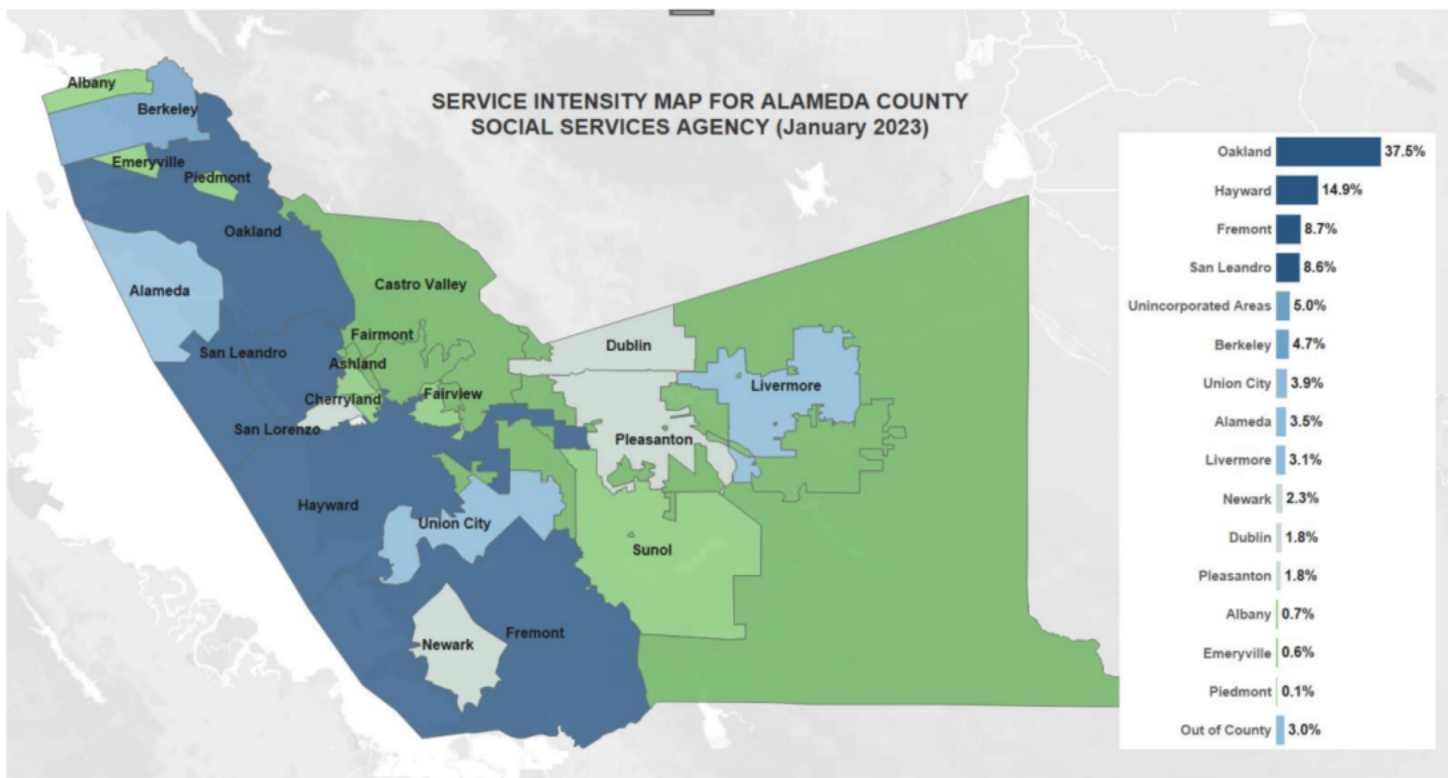 SERVICE INTENSITY MAP FOR ALAMEDA COUNTY
SOCIAL SERVICES AGENCY (January 2023)
Albany
Berkeley
Emeryville
Piedmont
Oakland
Alameda
Castro Valley
San Leandro
Fairmont
Ashland
Cherryland
Fairview
San Lorenzo
Dublin
Livermore
Pleasanton
Hayward
Union City
Sunol
Newark
Fremont
Oakland 37.5%
Hayward 14.9%
Fremont 8.7%
San Leandro 8.6%
Unincorporated Areas 5.0%
Berkeley 4.7%
Union City 3.9%
Alameda 3.5%
Livermore 3.1%
Newark 2.3%
Dublin 1.8%
Pleasanton 1.8%
Albany 0.7%
Emeryville 0.6%
Piedmont 0.1%
Out of County 3.0%